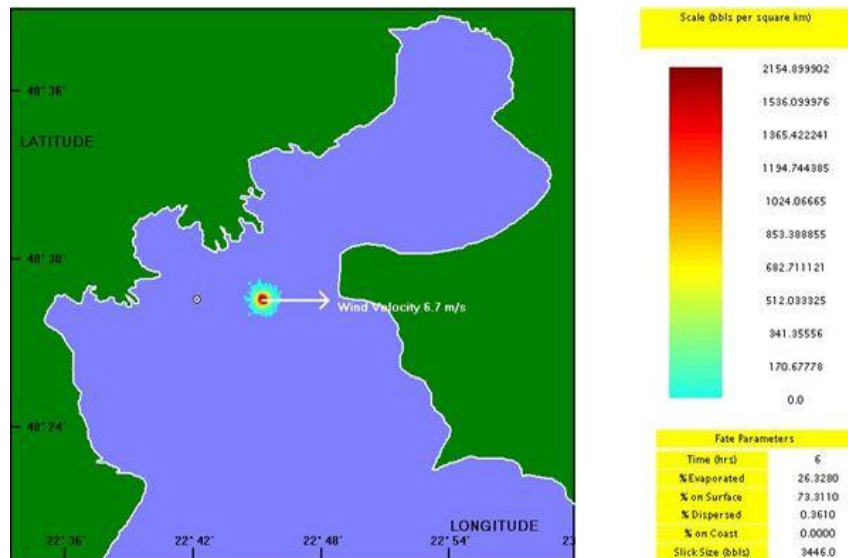 40° 36'
LATITUDE
40° 30'
Wind Velocity 6.7 m/s
40° 24'
LONGITUDE
22° 36' 22° 42' 22° 48' 22° 54' 23
Scale (bbls per square km)
2154.899902
1536.099976
1365.422241
1194.744385
1024.06665
853.388855
682.711121
512.033325
341.35556
170.67778
0.0
Fate Parameters
Time (hrs) 6
% Evaporated 26.3280
% on Surface 73.3110
% Dispersed 0.3610
% on Coast 0.0000
Slick Size (bbls) 3446.0